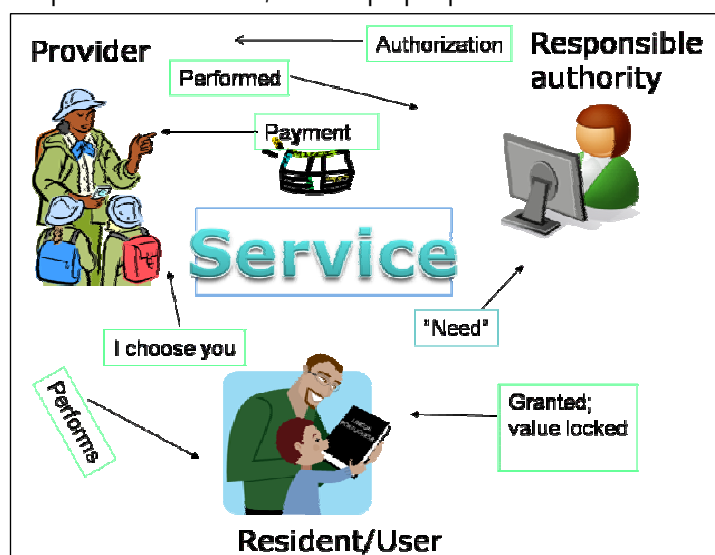 Provider
Authorization
Responsible
authority
Performed
Payment
Service
"Need"
I choose you
Performs
Granted;
value locked
Resident/User